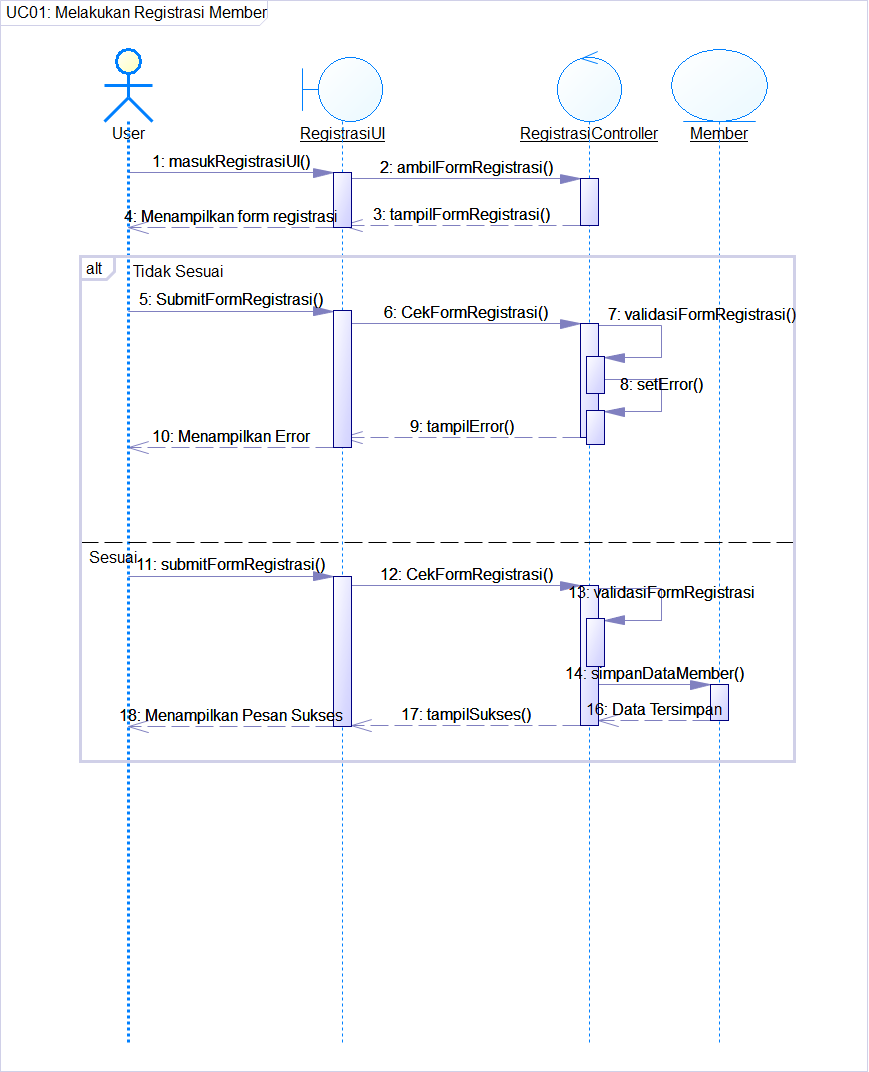 UC01: Melakukan Registrasi Member
User
RegistrasiUI
RegistrasiController
Member
1: masukRegistrasiUI()
2: ambilFormRegistrasi()
3: tampilFormRegistrasi()
4: Menampilkan form registrasi
alt
Tidak Sesuai
5: SubmitFormRegistrasi()
6: CekFormRegistrasi()
7: validasiFormRegistrasi()
8: setError()
9: tampilError()
10: Menampilkan Error
Sesuai
11: submitFormRegistrasi()
12: CekFormRegistrasi()
13: validasiFormRegistrasi
14: simpanDataMember()
16: Data Tersimpan
17: tampilSukses()
18: Menampilkan Pesan Sukses